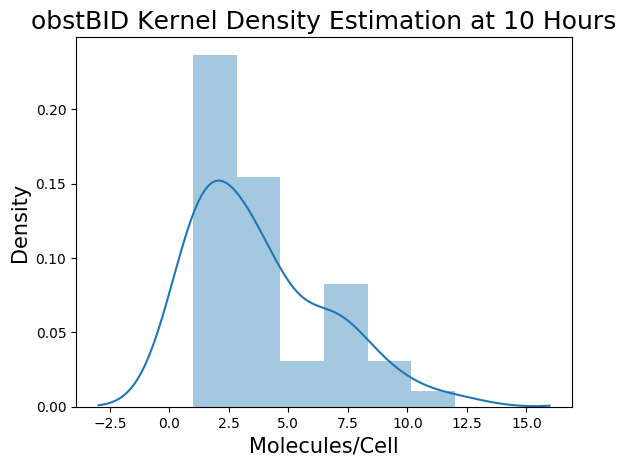 obstBID Kernel Density Estimation at 10 Hours
Density
0.20
0.15
0.10
0.05
0.00
−2.5 0.0 2.5 5.0 7.5 10.0 12.5 15.0
Molecules/Cell